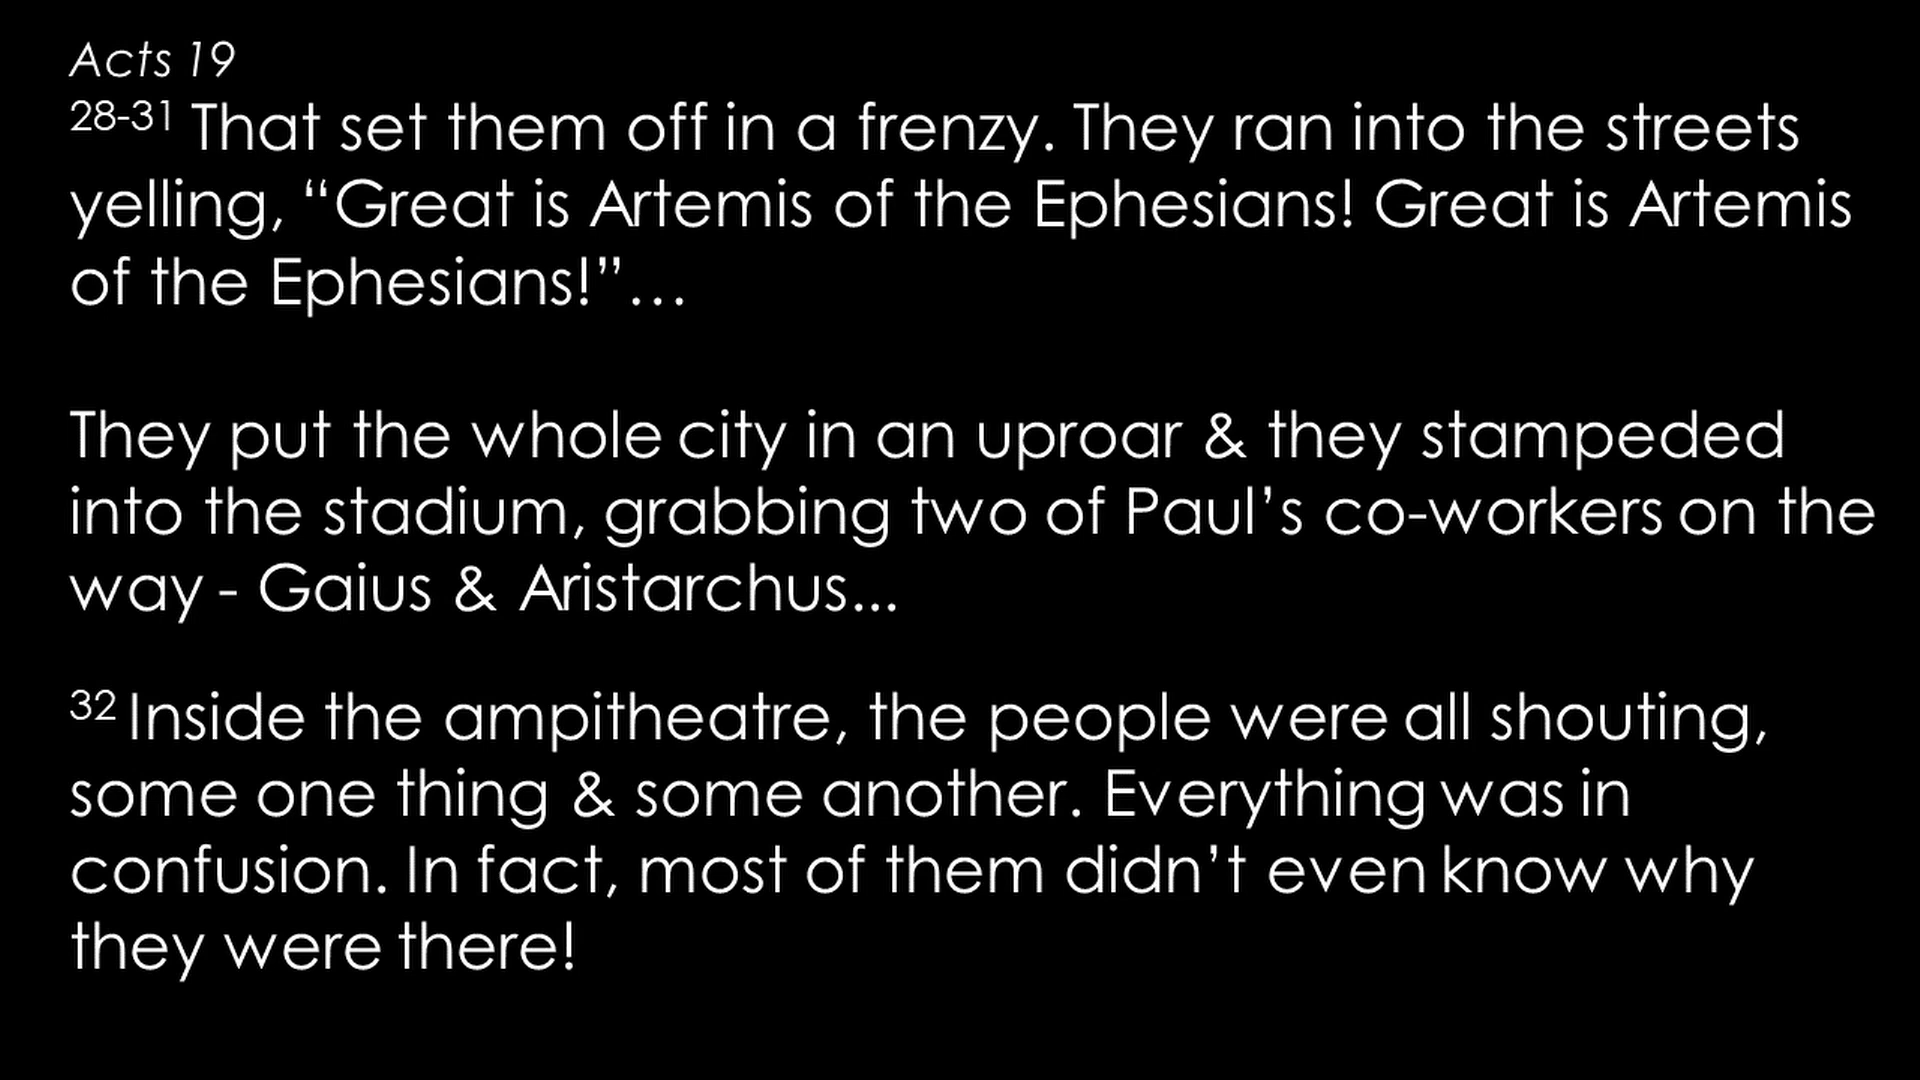 Acts 19
28-31 That set them off in a frenzy. They ran into the streets
yelling, “Great is Artemis of the Ephesians! Great is Artemis
of the Ephesians!”…
They put the whole city in an uproar & they stampeded
into the stadium, grabbing two of Paul’s co-workers on the
way - Gaius & Aristarchus...
32 Inside the ampitheatre, the people were all shouting,
some one thing & some another. Everything was in
confusion. In fact, most of them didn’t even know why
they were there!